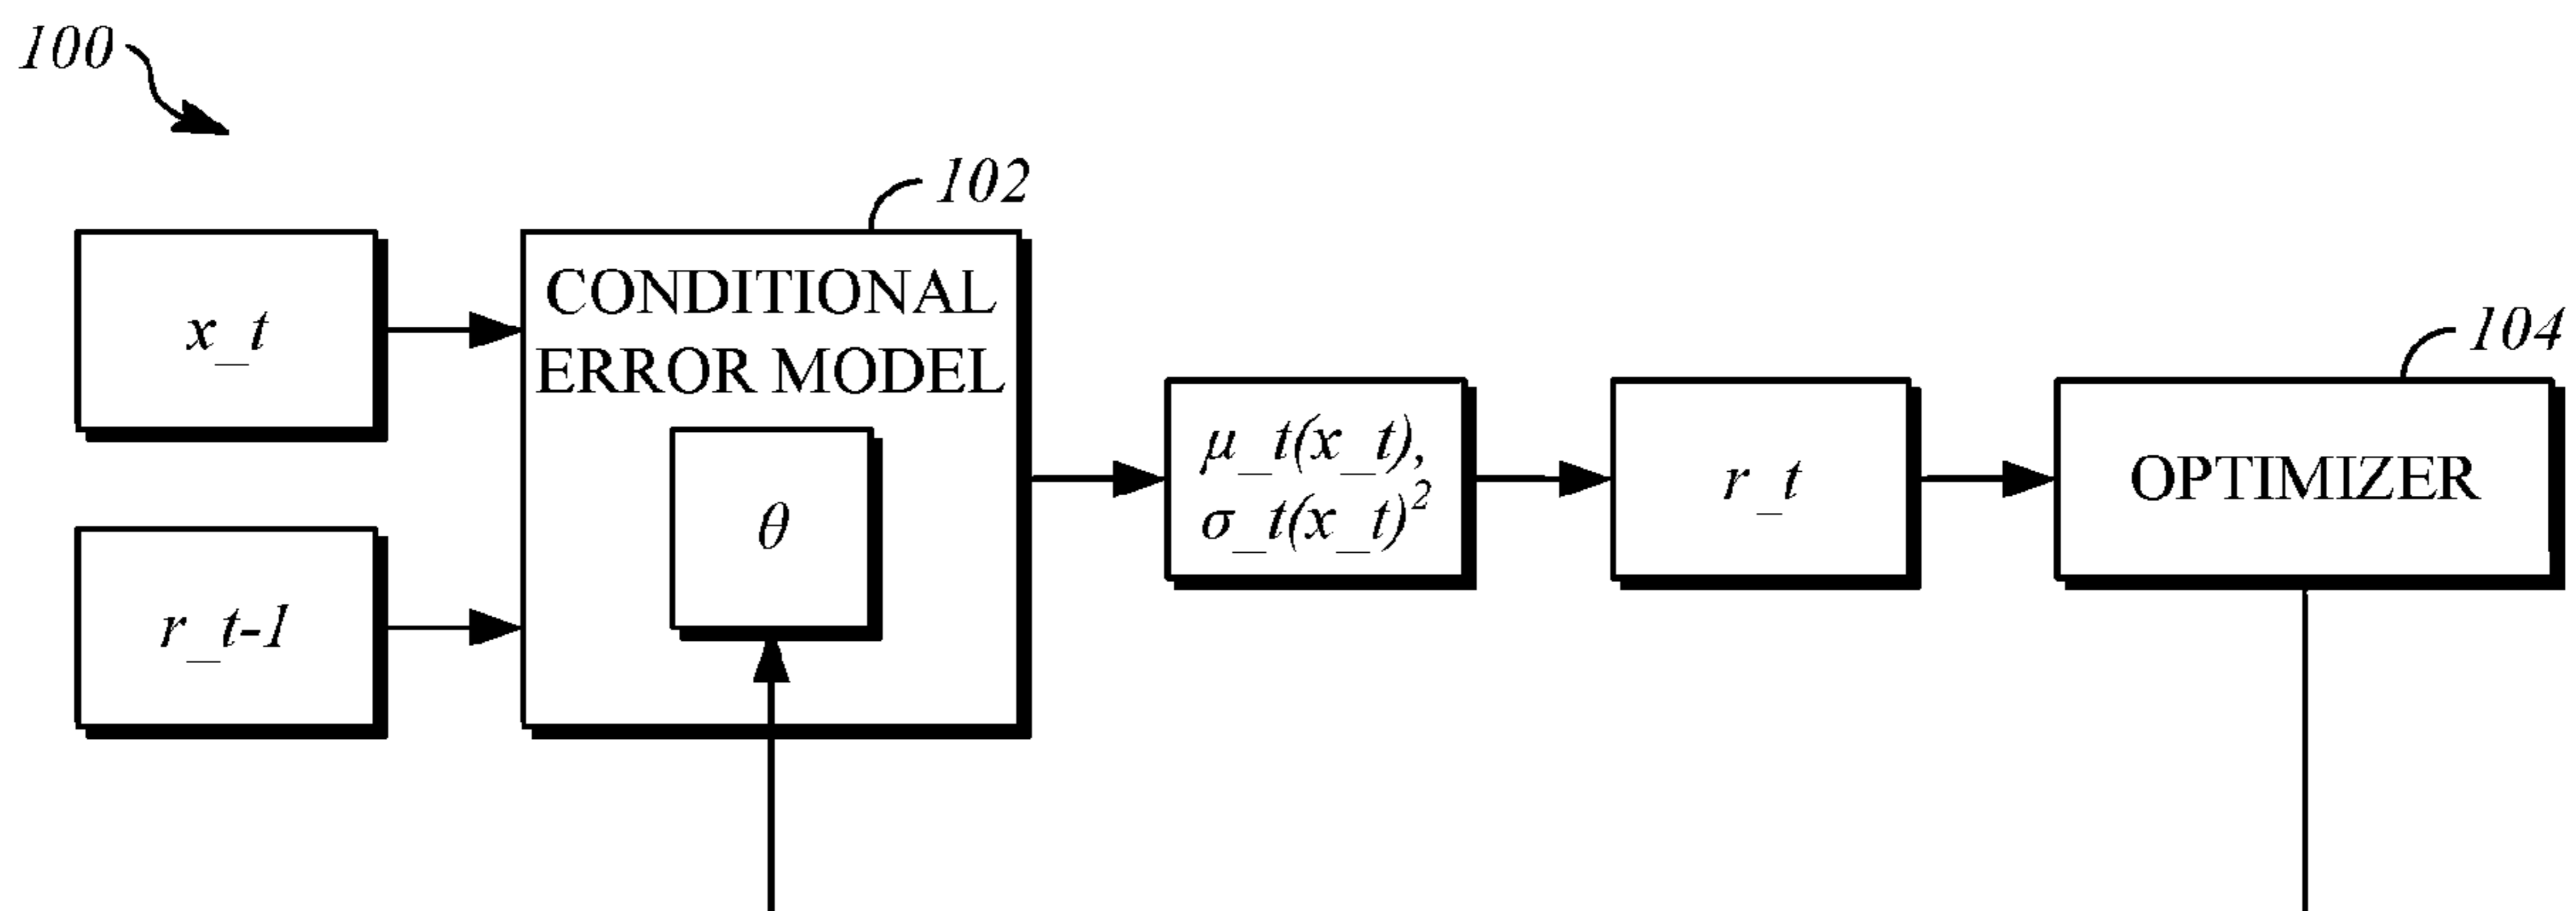 100
102
x_t
CONDITIONAL
ERROR MODEL
θ
r_t-1
μ_t(x_t),
σ_t(x_t)²
r_t
104
OPTIMIZER